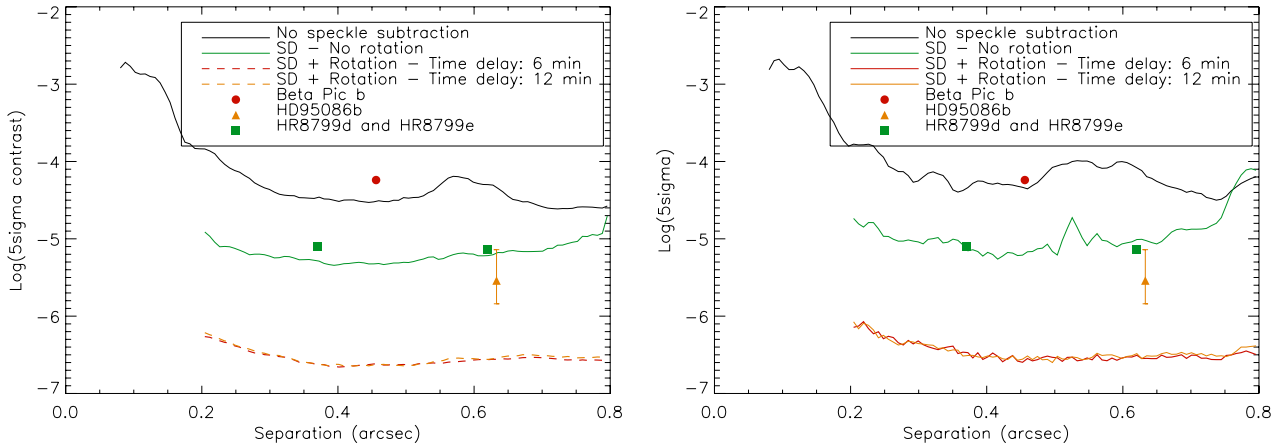 No speckle subtraction
SD − No rotation
SD + Rotation − Time delay: 6 min
SD + Rotation − Time delay: 12 min
Beta Pic b
HD95086b
HR8799d and HR8799e
−2
−3
−4
−5
−6
−7
Log(5sigma contrast)
0.0 0.2 0.4 0.6 0.8
Separation (arcsec)
No speckle subtraction
SD − No rotation
SD + Rotation − Time delay: 6 min
SD + Rotation − Time delay: 12 min
Beta Pic b
HD95086b
HR8799d and HR8799e
−2
−3
−4
−5
−6
−7
Log(5sigma)
0.0 0.2 0.4 0.6 0.8
Separation (arcsec)